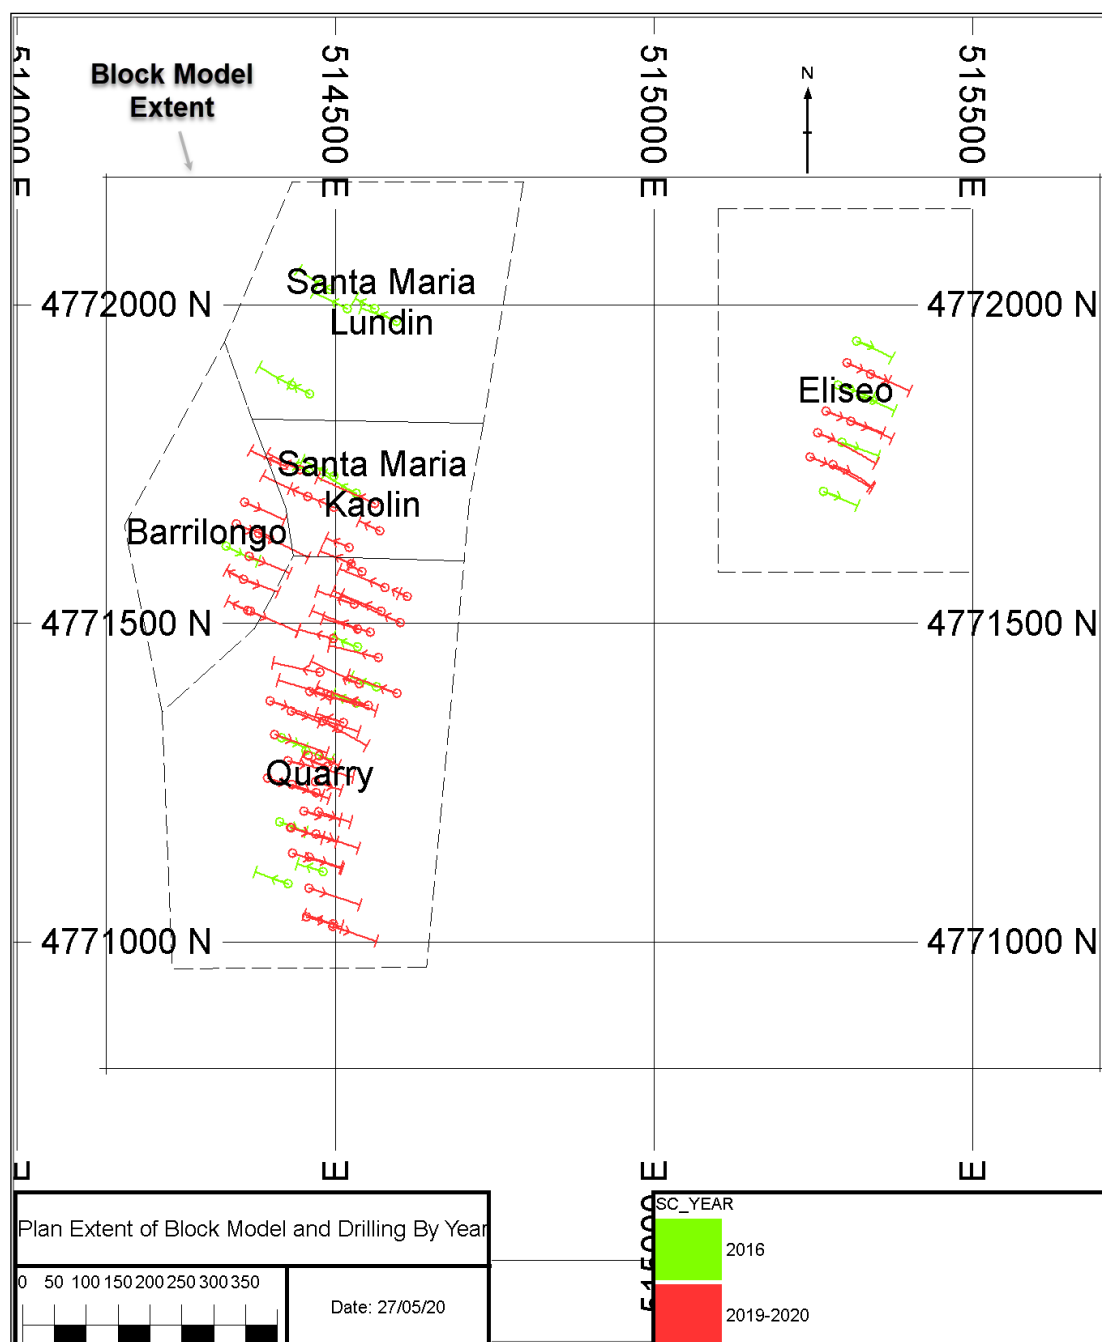 514000 E
514500 E
515000 E
515500 E
Block Model
Extent
N
Santa Maria
Lundin
4772000 N
4772000 N
Eliseo
Santa Maria
Kaolin
Barrilongo
4771500 N
4771500 N
Quarry
4771000 N
4771000 N
E
E
E
E
515000
Plan Extent of Block Model and Drilling By Year
0 50 100 150 200 250 300 350
Date: 27/05/20
SC_YEAR
2016
2019-2020